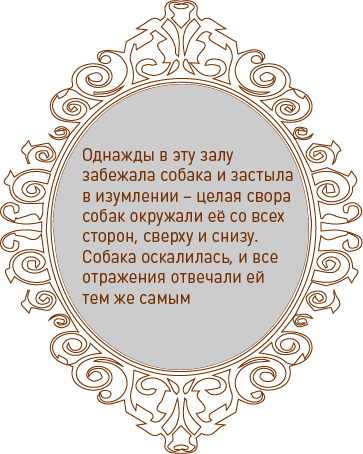 Однажды в эту залу
забежала собака и застыла
в изумлении – целая свора
собак окружали её со всех
сторон, сверху и снизу.
Собака оскалилась, и все
отражения отвечали ей
тем же самым